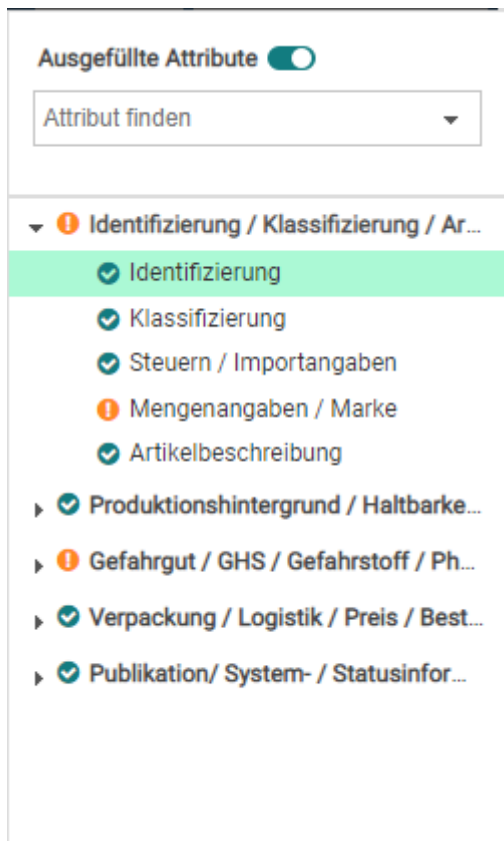 Ausgefüllte Attribute
Attribut finden
Identifizierung / Klassifizierung / Ar...
Identifizierung
Klassifizierung
Steuern / Importangaben
Mengenangaben / Marke
Artikelbeschreibung
Produktionshintergrund / Haltbarke...
Gefahrgut / GHS / Gefahrstoff / Ph...
Verpackung / Logistik / Preis / Best...
Publikation/ System- / Statusinfor...